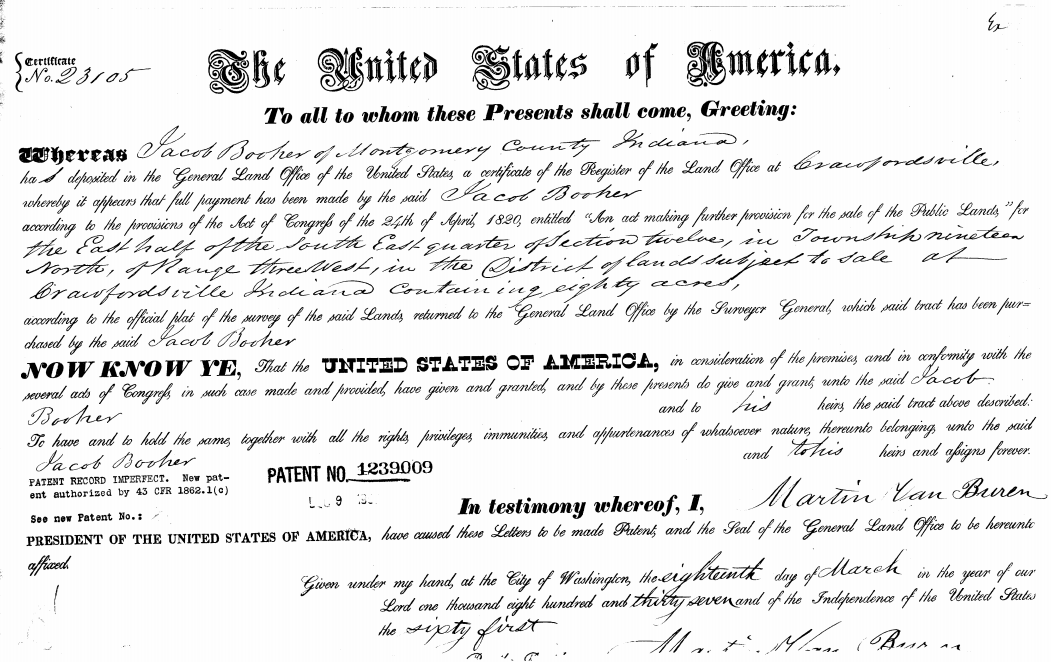 Ex
Certificate
No. 23105
The United States of America,
To all to whom these Presents shall come, Greeting:
Whereas Jacob Booher of Montgomery County Indiana,
has deposited in the General Land Office of the United States, a certificate of the Register of the Land Office at Crawfordsville,
whereby it appears that full payment has been made by the said Jacob Booher
according to the provisions of the Act of Congress of the 24th of April, 1820, entitled "An act making further provision for the sale of the Public Lands," for
the East half of the South East quarter of Section twelve, in Township nineteen
North, of Range three West, in the District of lands subject to sale at
Crawfordsville Indiana containing eighty acres,
according to the official plat of the survey of the said Lands, returned to the General Land Office by the Surveyor General, which said tract has been pur=
chased by the said Jacob Booher
NOW KNOW YE, That the UNITED STATES OF AMERICA, in consideration of the premises, and in conformity with the
several acts of Congress, in such case made and provided, have given and granted, and by these presents do give and grant, unto the said Jacob
Booher and to his heirs, the said tract above described:
To have and to hold the same, together with all the rights, privileges, immunities, and appurtenances of whatsoever nature, thereunto belonging, unto the said
Jacob Booher and to his heirs and assigns forever.
PATENT RECORD IMPERFECT. New pat-
ent authorized by 43 CFR 1862.1(c)
See new Patent No.:
PATENT NO. 1239009
9
In testimony whereof, I, Martin Van Buren
PRESIDENT OF THE UNITED STATES OF AMERICA, have caused these Letters to be made Patent, and the Seal of the General Land Office to be hereunto
affixed.
Given under my hand, at the City of Washington, the eighteenth day of March in the year of our
Lord one thousand eight hundred and thirty seven and of the Independence of the United States
the sixty first
Martin Van Buren